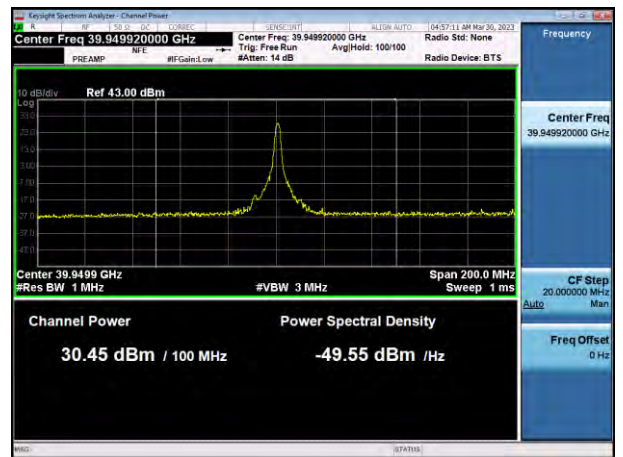 Keysight Spectrum Analyzer - Channel Power
RF 50 Ω DC CORREC SENSE:INT ALIGN AUTO 04:57:11 AM Mar 30, 2023
Center Freq 39.949920000 GHz
NFE
PREAMP #IFGain:Low
Center Freq: 39.949920000 GHz
Trig: Free Run Avg|Hold: 100/100
#Atten: 14 dB
Radio Std: None
Radio Device: BTS
Frequency
10 dB/div Ref 43.00 dBm
Log
33.0
23.0
13.0
3.00
-7.00
-17.0
-27.0
-37.0
-47.0
Center 39.9499 GHz Span 200.0 MHz
#Res BW 1 MHz #VBW 3 MHz Sweep 1 ms
Channel Power Power Spectral Density
30.45 dBm / 100 MHz -49.55 dBm /Hz
Center Freq
39.949920000 GHz
CF Step
20.000000 MHz
Auto Man
Freq Offset
0 Hz
MSG STATUS